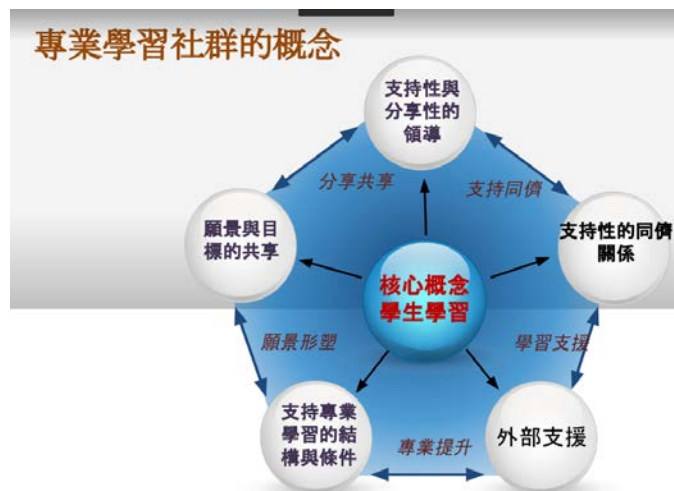 專業學習社群的概念
支持性與
分享性的
領導
分享共享
支持同儕
願景與目
標的共享
支持性的同儕
關係
核心概念
學生學習
願景形塑
學習支援
支持專業
學習的結
構與條件
專業提升
外部支援